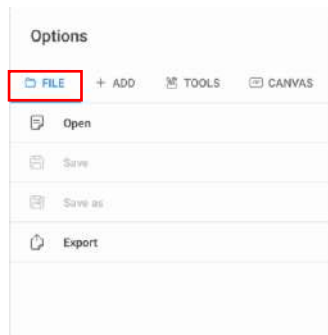 Options
FILE + ADD TOOLS CANVAS
Open
Save
Save as
Export